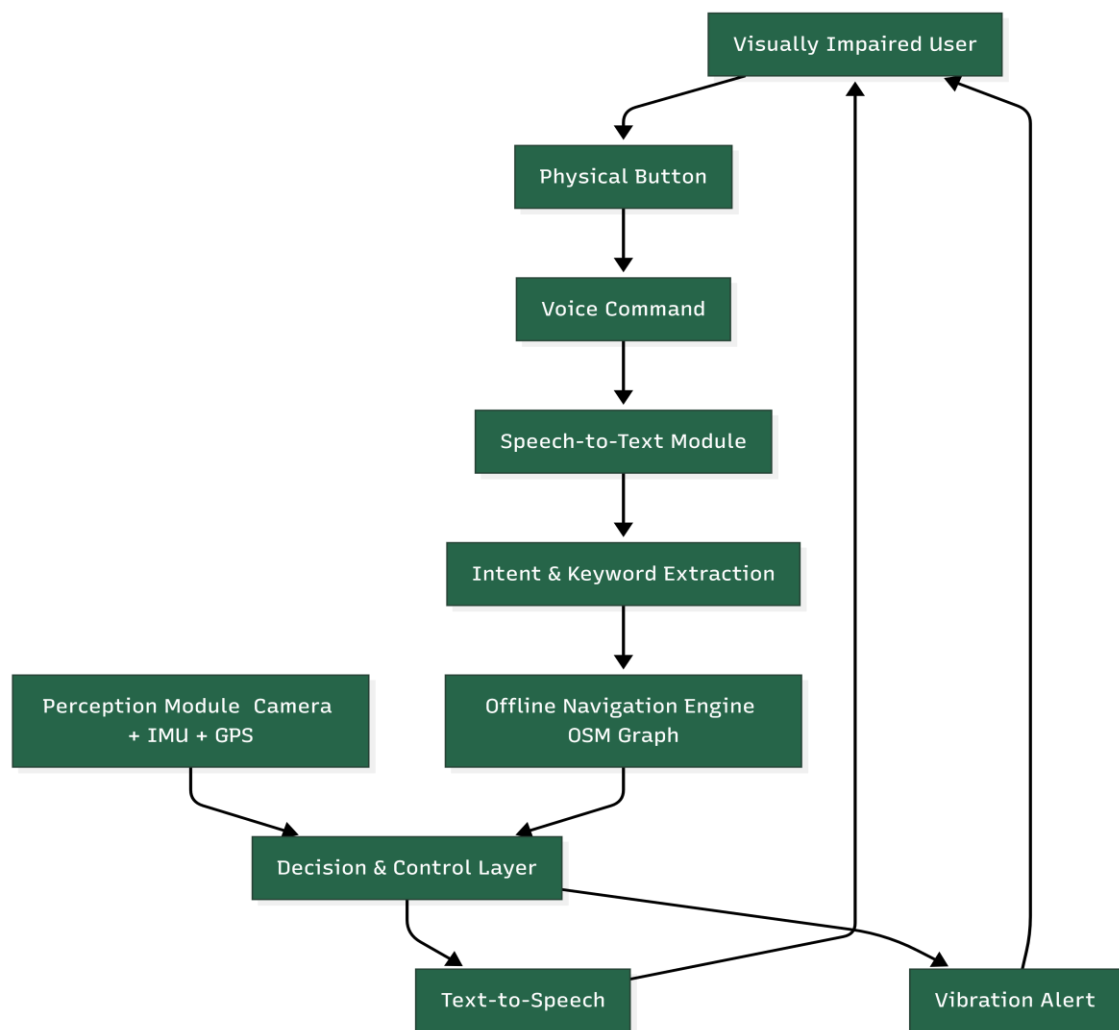 Visually Impaired User
Physical Button
Voice Command
Speech-to-Text Module
Intent & Keyword Extraction
Perception Module  Camera
+ IMU + GPS
Offline Navigation Engine
OSM Graph
Decision & Control Layer
Text-to-Speech
Vibration Alert